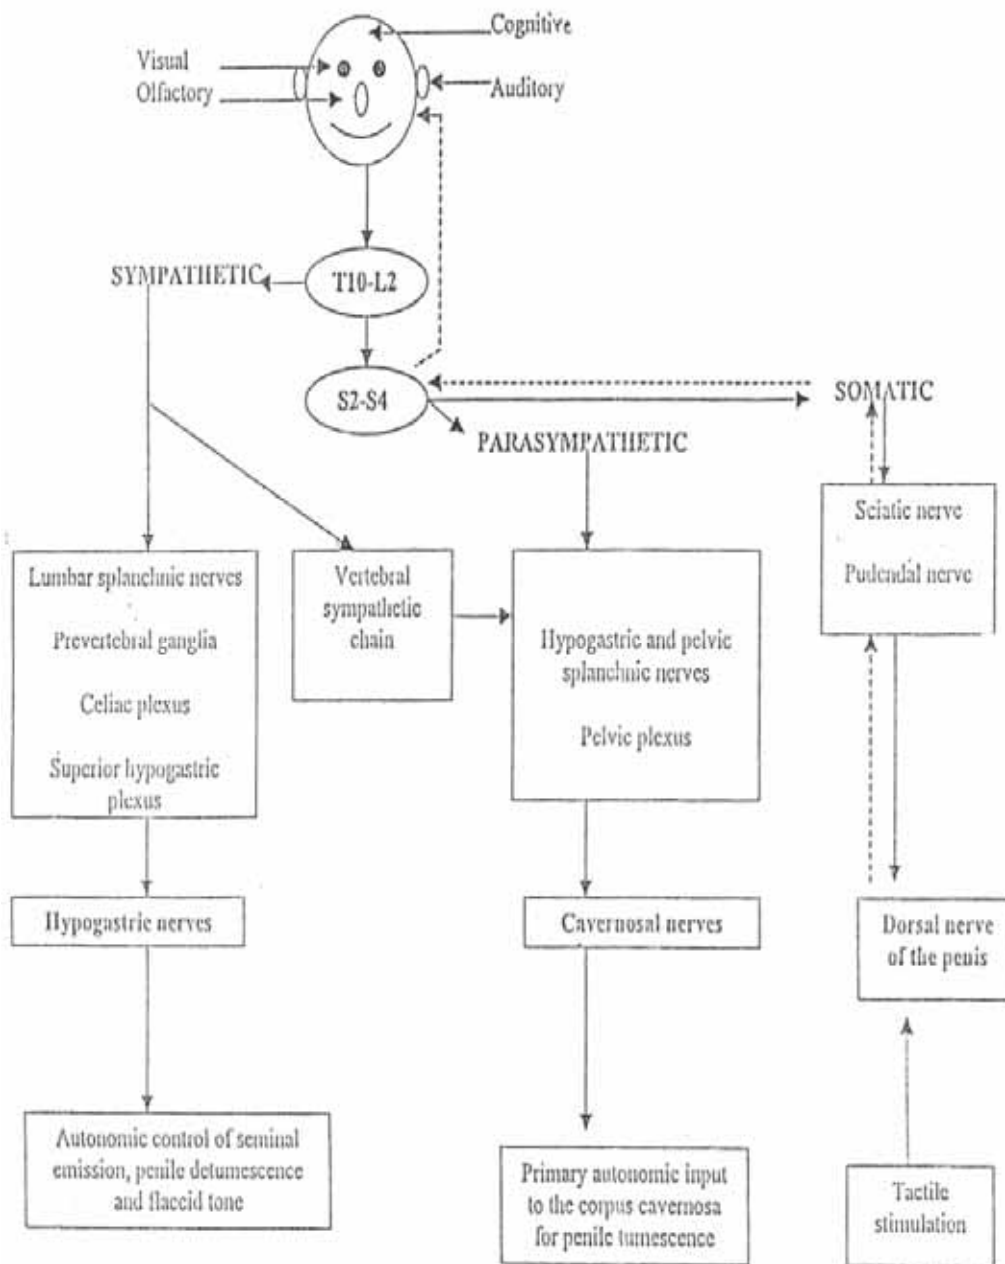 Cognitive
Visual
Olfactory
Auditory
SYMPATHETIC
T10-L2
S2-S4
SOMATIC
PARASYMPATHETIC
Sciatic nerve
Pudendal nerve
Lumbar splanchnic nerves
Prevertebral ganglia
Celiac plexus
Superior hypogastric
plexus
Vertebral
sympathetic
chain
Hypogastric and pelvic
splanchnic nerves
Pelvic plexus
Hypogastric nerves
Cavernosal nerves
Dorsal nerve
of the penis
Autonomic control of seminal
emission, penile detumescence
and flaccid tone
Primary autonomic input
to the corpus cavernosa
for penile tumescence
Tactile
stimulation